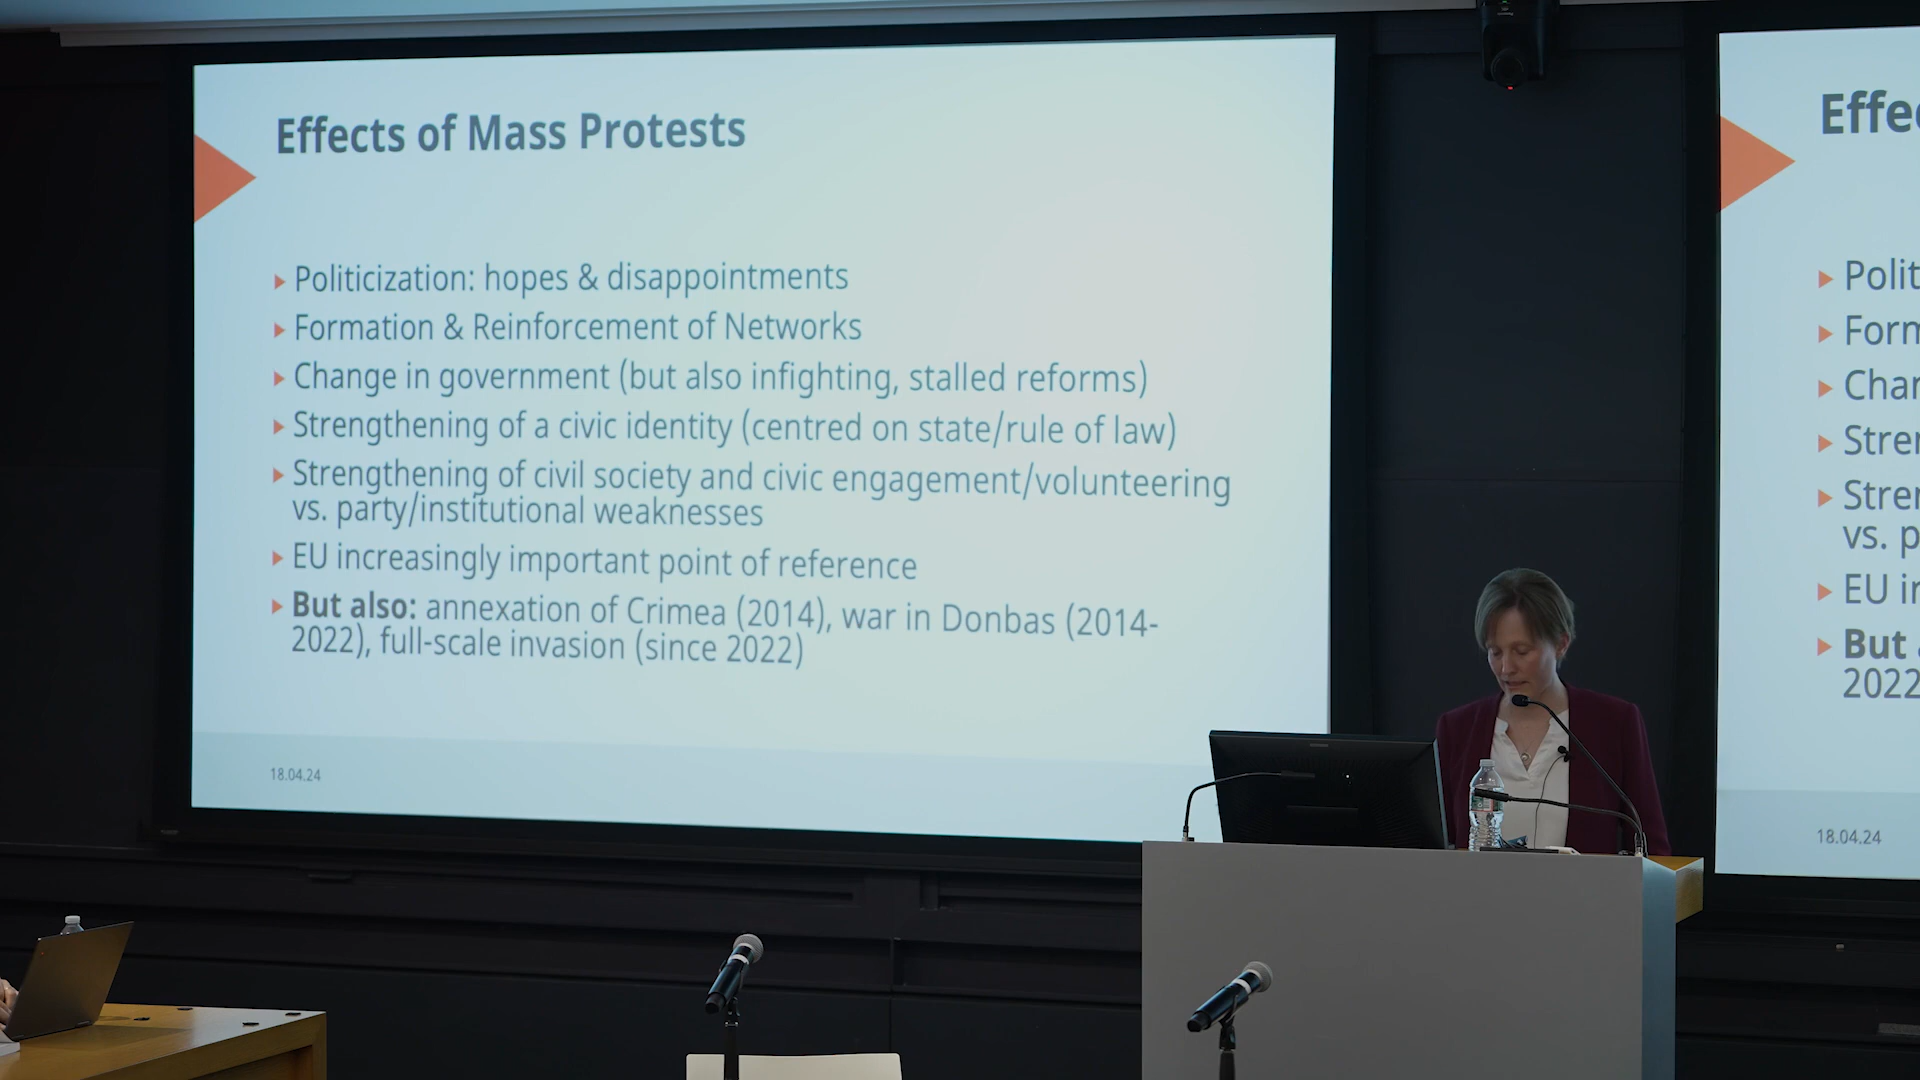 Effects of Mass Protests
Politicization: hopes & disappointments
Formation & Reinforcement of Networks
Change in government (but also infighting, stalled reforms)
Strengthening of a civic identity (centred on state/rule of law)
Strengthening of civil society and civic engagement/volunteering
vs. party/institutional weaknesses
EU increasingly important point of reference
But also: annexation of Crimea (2014), war in Donbas (2014-
2022), full-scale invasion (since 2022)
18.04.24
Effec
Polit
Form
Char
Stren
Stren
vs. p
EU in
But
2022
18.04.24